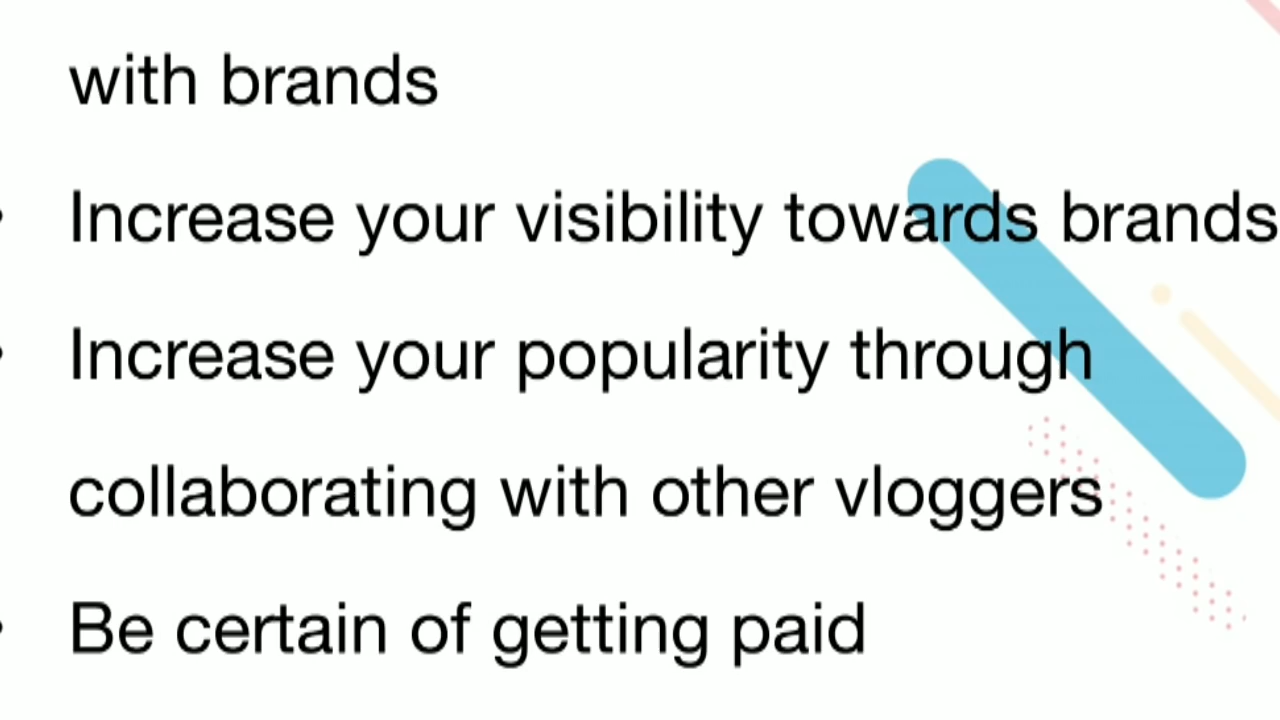 with brands
• Increase your visibility towards brands
• Increase your popularity through
collaborating with other vloggers
• Be certain of getting paid